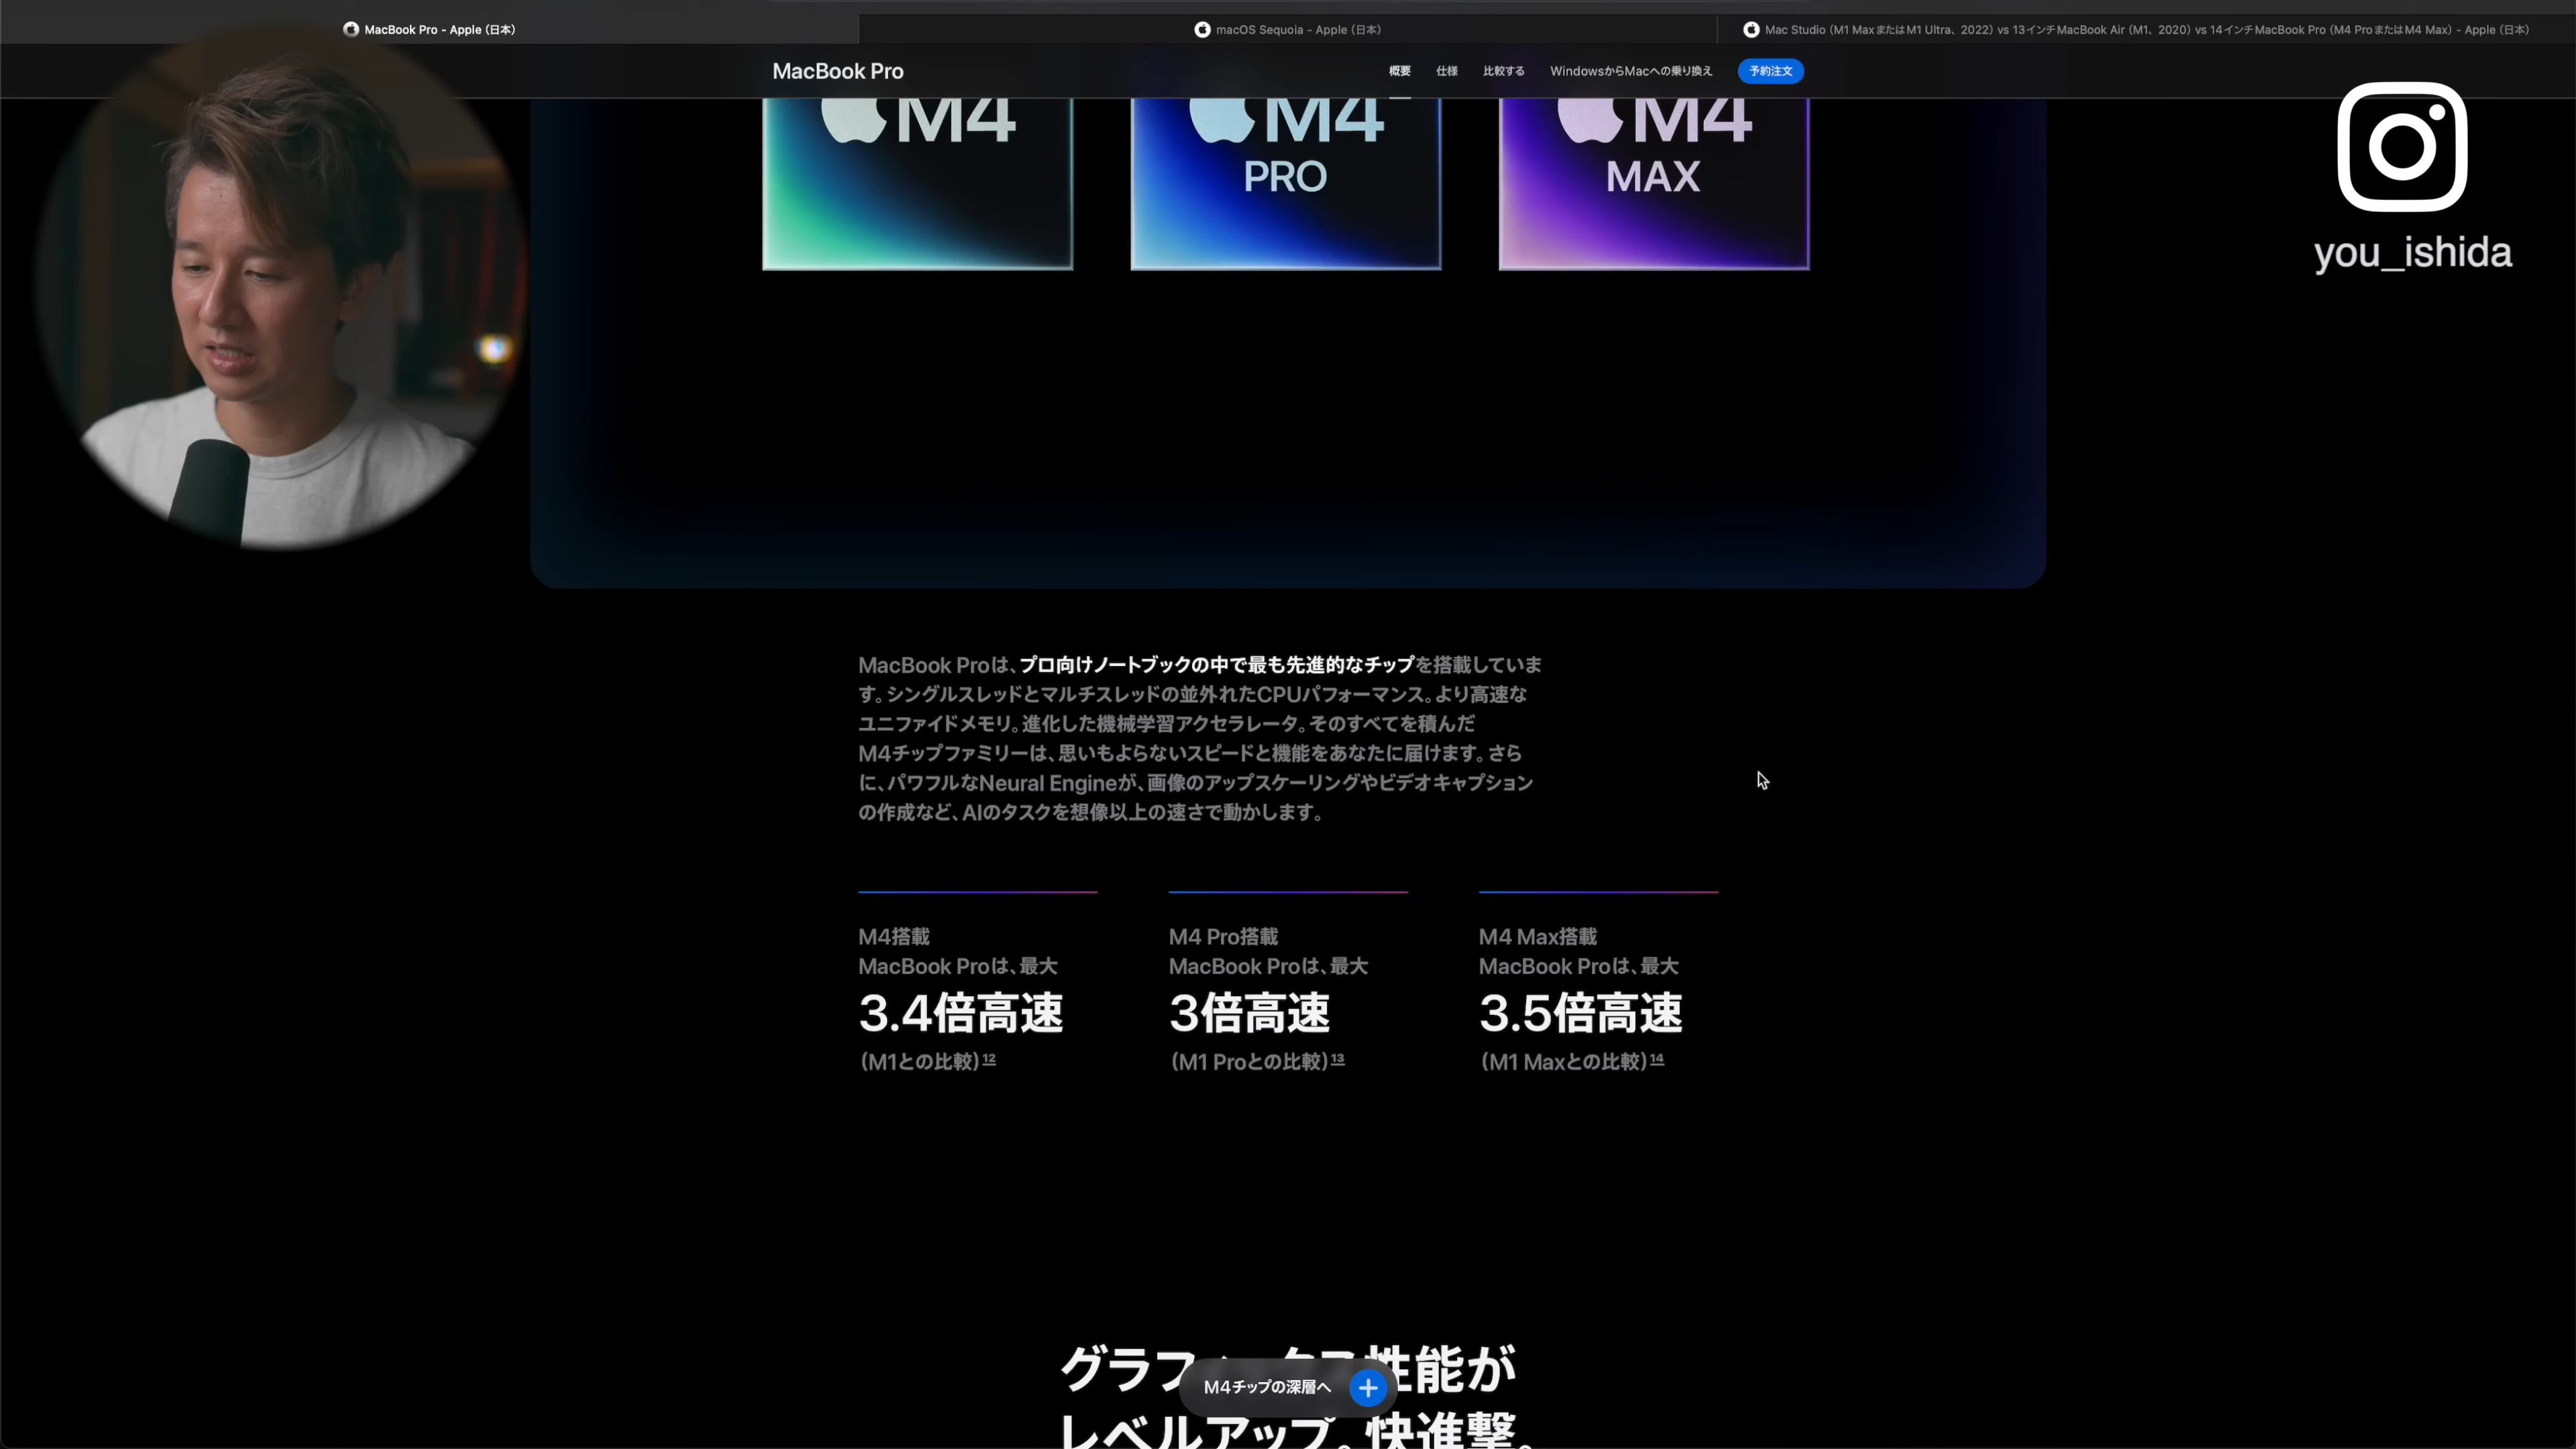 MacBook Pro - Apple（日本）
macOS Sequoia - Apple（日本）
Mac Studio（M1 MaxまたはM1 Ultra、2022）vs 13インチMacBook Air（M1、2020）vs 14インチMacBook Pro（M4 ProまたはM4 Max）- Apple（日本）
MacBook Pro
概要
仕様
比較する
WindowsからMacへの乗り換え
予約注文
M4
M4
PRO
M4
MAX
you_ishida
MacBook Proは、プロ向けノートブックの中で最も先進的なチップを搭載していま
す。シングルスレッドとマルチスレッドの並外れたCPUパフォーマンス。より高速な
ユニファイドメモリ。進化した機械学習アクセラレータ。そのすべてを積んだ
M4チップファミリーは、思いもよらないスピードと機能をあなたに届けます。さら
に、パワフルなNeural Engineが、画像のアップスケーリングやビデオキャプション
の作成など、AIのタスクを想像以上の速さで動かします。
M4搭載
MacBook Proは、最大
3.4倍高速
（M1との比較）12
M4 Pro搭載
MacBook Proは、最大
3倍高速
（M1 Proとの比較）13
M4 Max搭載
MacBook Proは、最大
3.5倍高速
（M1 Maxとの比較）14
グラフィックス性能が
M4チップの深層へ
レベルアップ。快進撃。